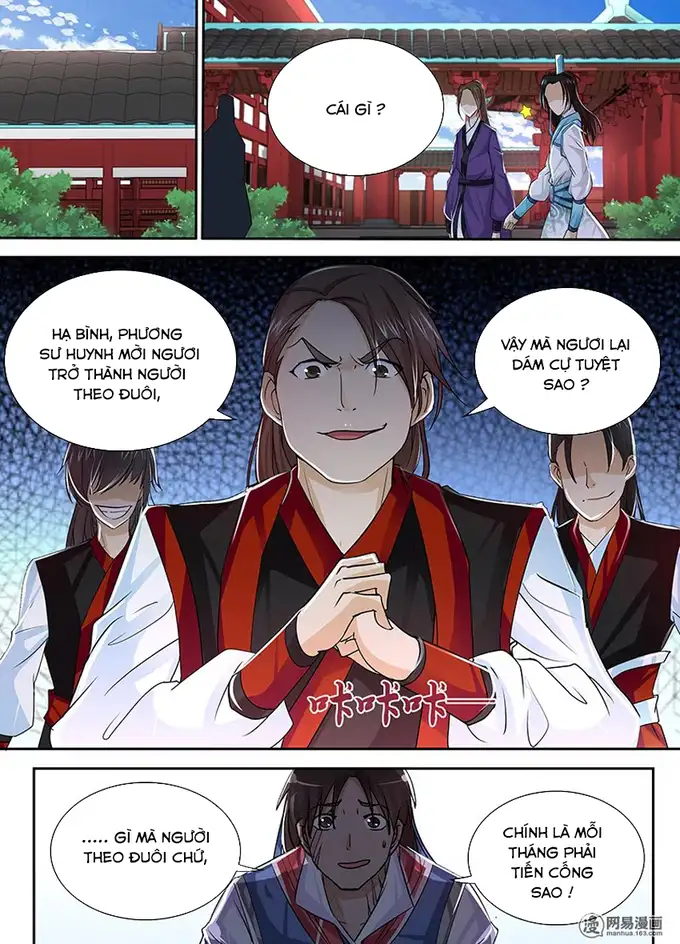 CÁI GÌ ?
HẠ BÌNH, PHƯƠNG
SƯ HUYNH MỜI NGƯƠI
TRỞ THÀNH NGƯỜI
THEO ĐUÔI,
VẬY MÀ NGƯƠI LẠI
DÁM CỰ TUYỆT
SAO ?
咔咔咔
..... GÌ MÀ NGƯỜI
THEO ĐUÔI CHỨ,
CHÍNH LÀ MỖI
THÁNG PHẢI
TIẾN CỐNG
SAO !
漫 网易漫画
manhua.163.com